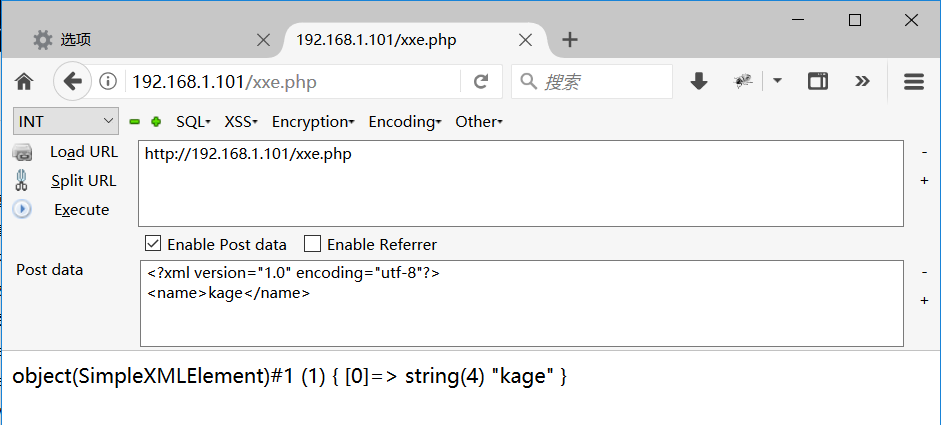 选项
192.168.1.101/xxe.php
192.168.1.101/xxe.php
搜索
INT
SQL XSS Encryption Encoding Other
Load URL
http://192.168.1.101/xxe.php
-
Split URL
+
Execute
Enable Post data Enable Referrer
Post data
<?xml version="1.0" encoding="utf-8"?>
-
<name>kage</name>
+
object(SimpleXMLElement)#1 (1) { [0]=> string(4) "kage" }